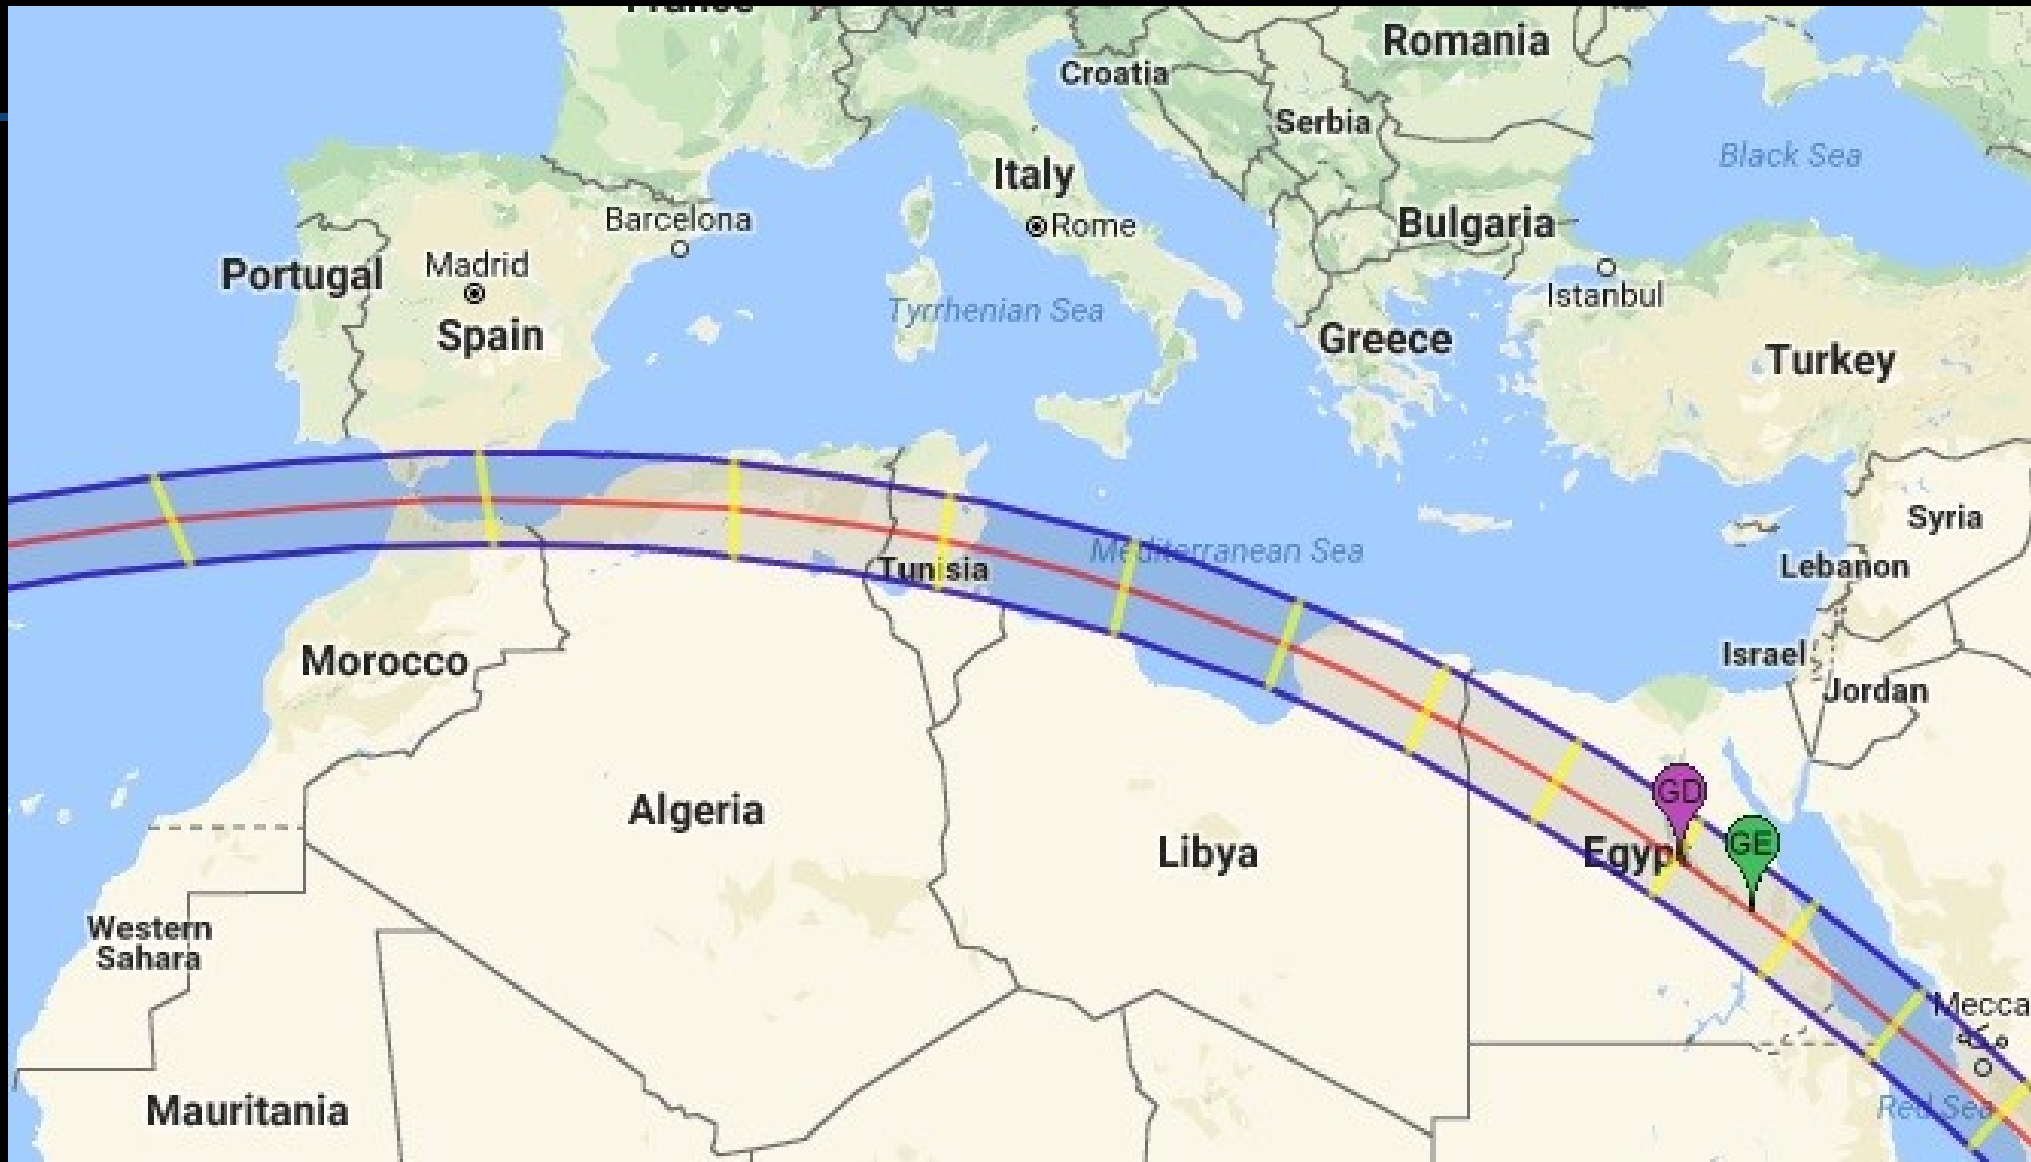 France
Romania
Croatia
Serbia
Black Sea
Italy
Barcelona
Rome
Bulgaria
Portugal
Madrid
Istanbul
Tyrrhenian Sea
Spain
Greece
Turkey
Syria
Mediterranean Sea
Lebanon
Tunisia
Israel
Morocco
Jordan
GD
Algeria
GE
Libya
Egypt
Western
Sahara
Mecca
Mauritania
Red Sea